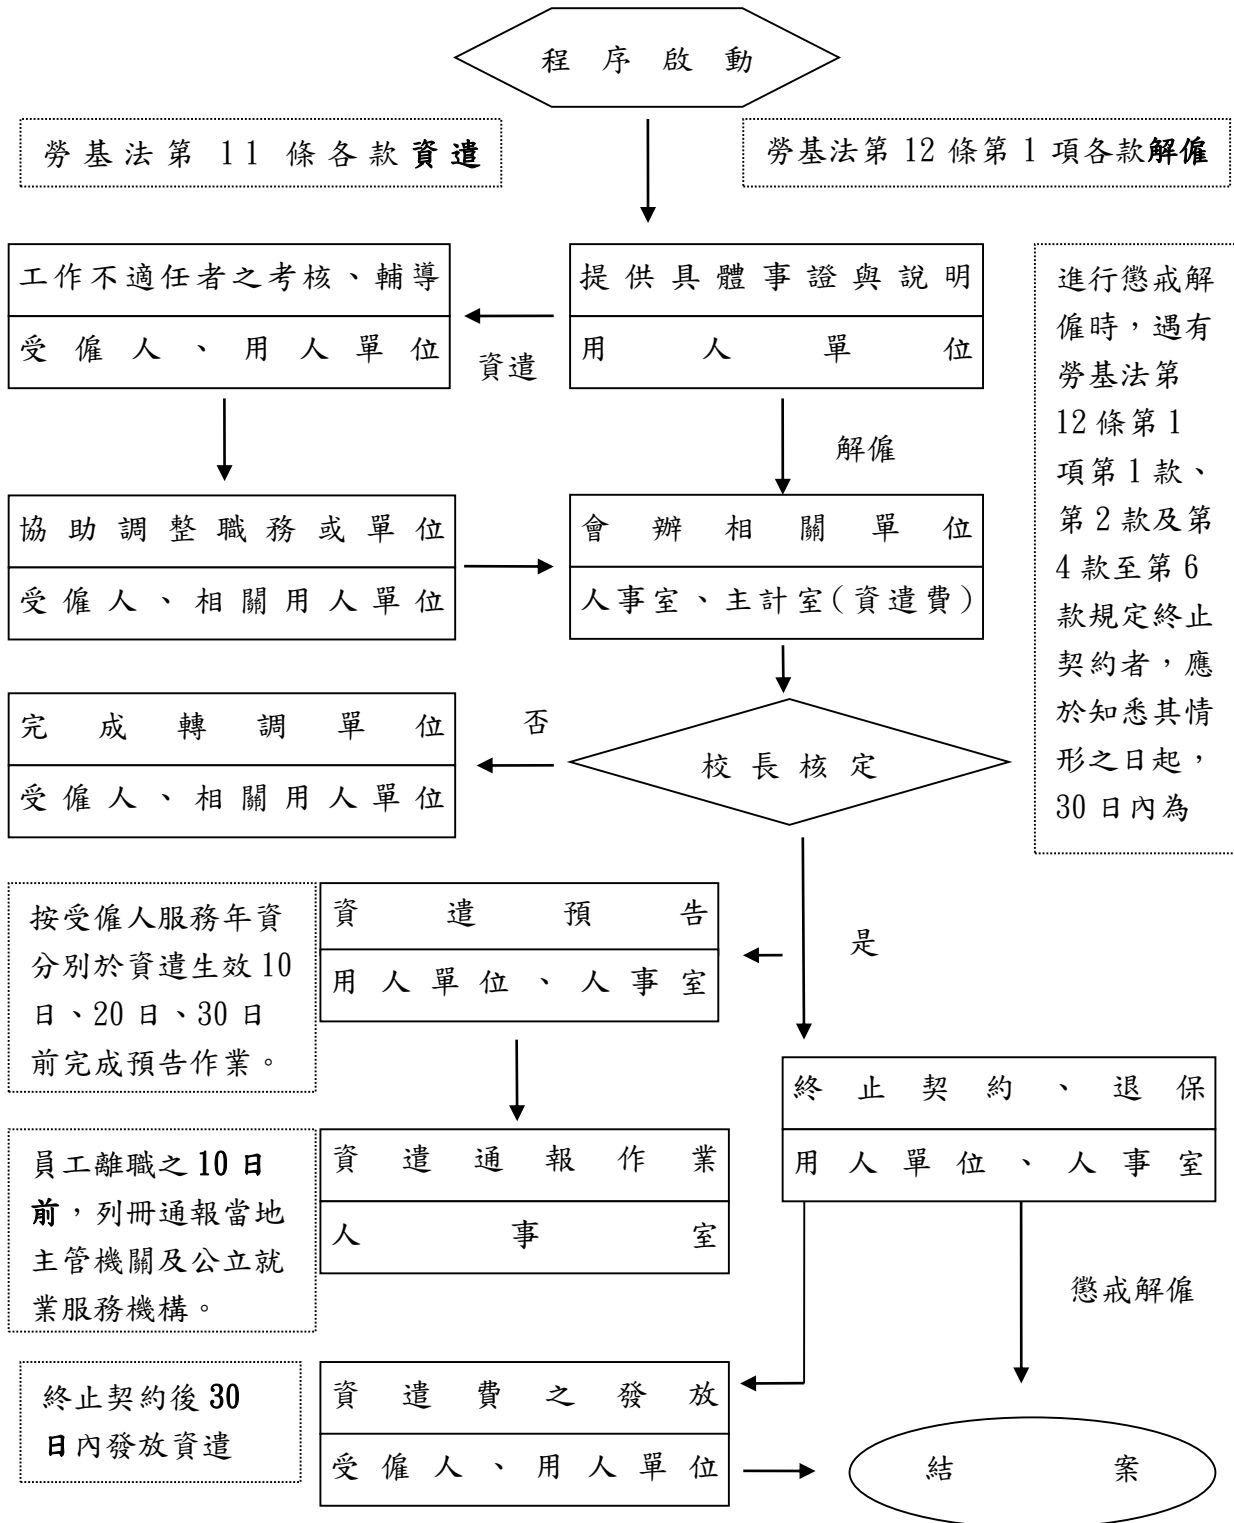 程序啟動
勞基法第 11 條各款資遣
勞基法第 12 條第 1 項各款解僱
工作不適任者之考核、輔導
受僱人、用人單位
資遣
提供具體事證與說明
用人單位
進行懲戒解
僱時，遇有
勞基法第
12 條第 1
項第 1 款、
第 2 款及第
4 款至第 6
款規定終止
契約者，應
於知悉其情
形之日起，
30 日內為
解僱
協助調整職務或單位
受僱人、相關用人單位
會辦相關單位
人事室、主計室(資遣費)
完成轉調單位
受僱人、相關用人單位
否
校長核定
按受僱人服務年資
分別於資遣生效 10
日、20 日、30 日
前完成預告作業。
資遣預告
用人單位、人事室
是
終止契約、退保
用人單位、人事室
員工離職之 10 日
前，列冊通報當地
主管機關及公立就
業服務機構。
資遣通報作業
人事室
懲戒解僱
終止契約後 30
日內發放資遣
資遣費之發放
受僱人、用人單位
結案